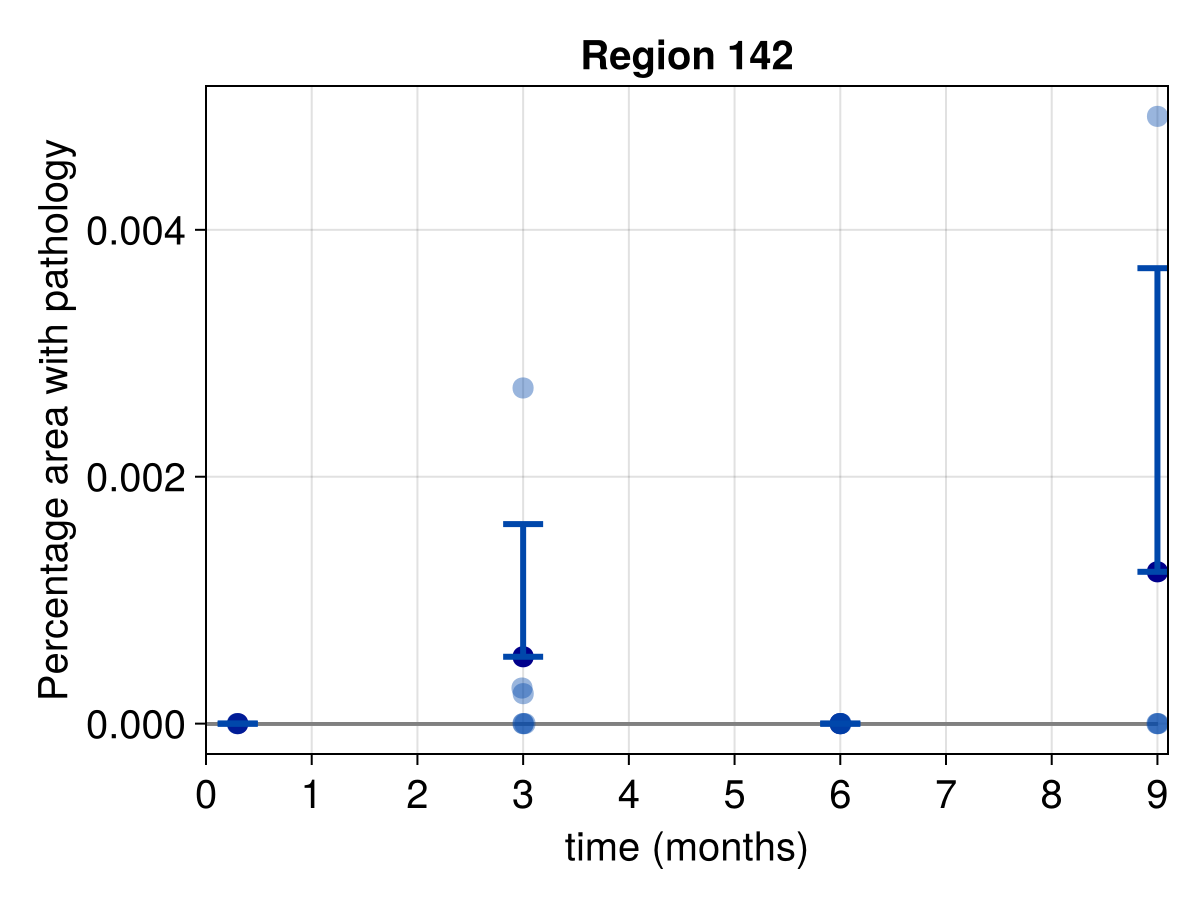 Region 142
Percentage area with pathology
0.004
0.002
0.000
0 1 2 3 4 5 6 7 8 9
time (months)